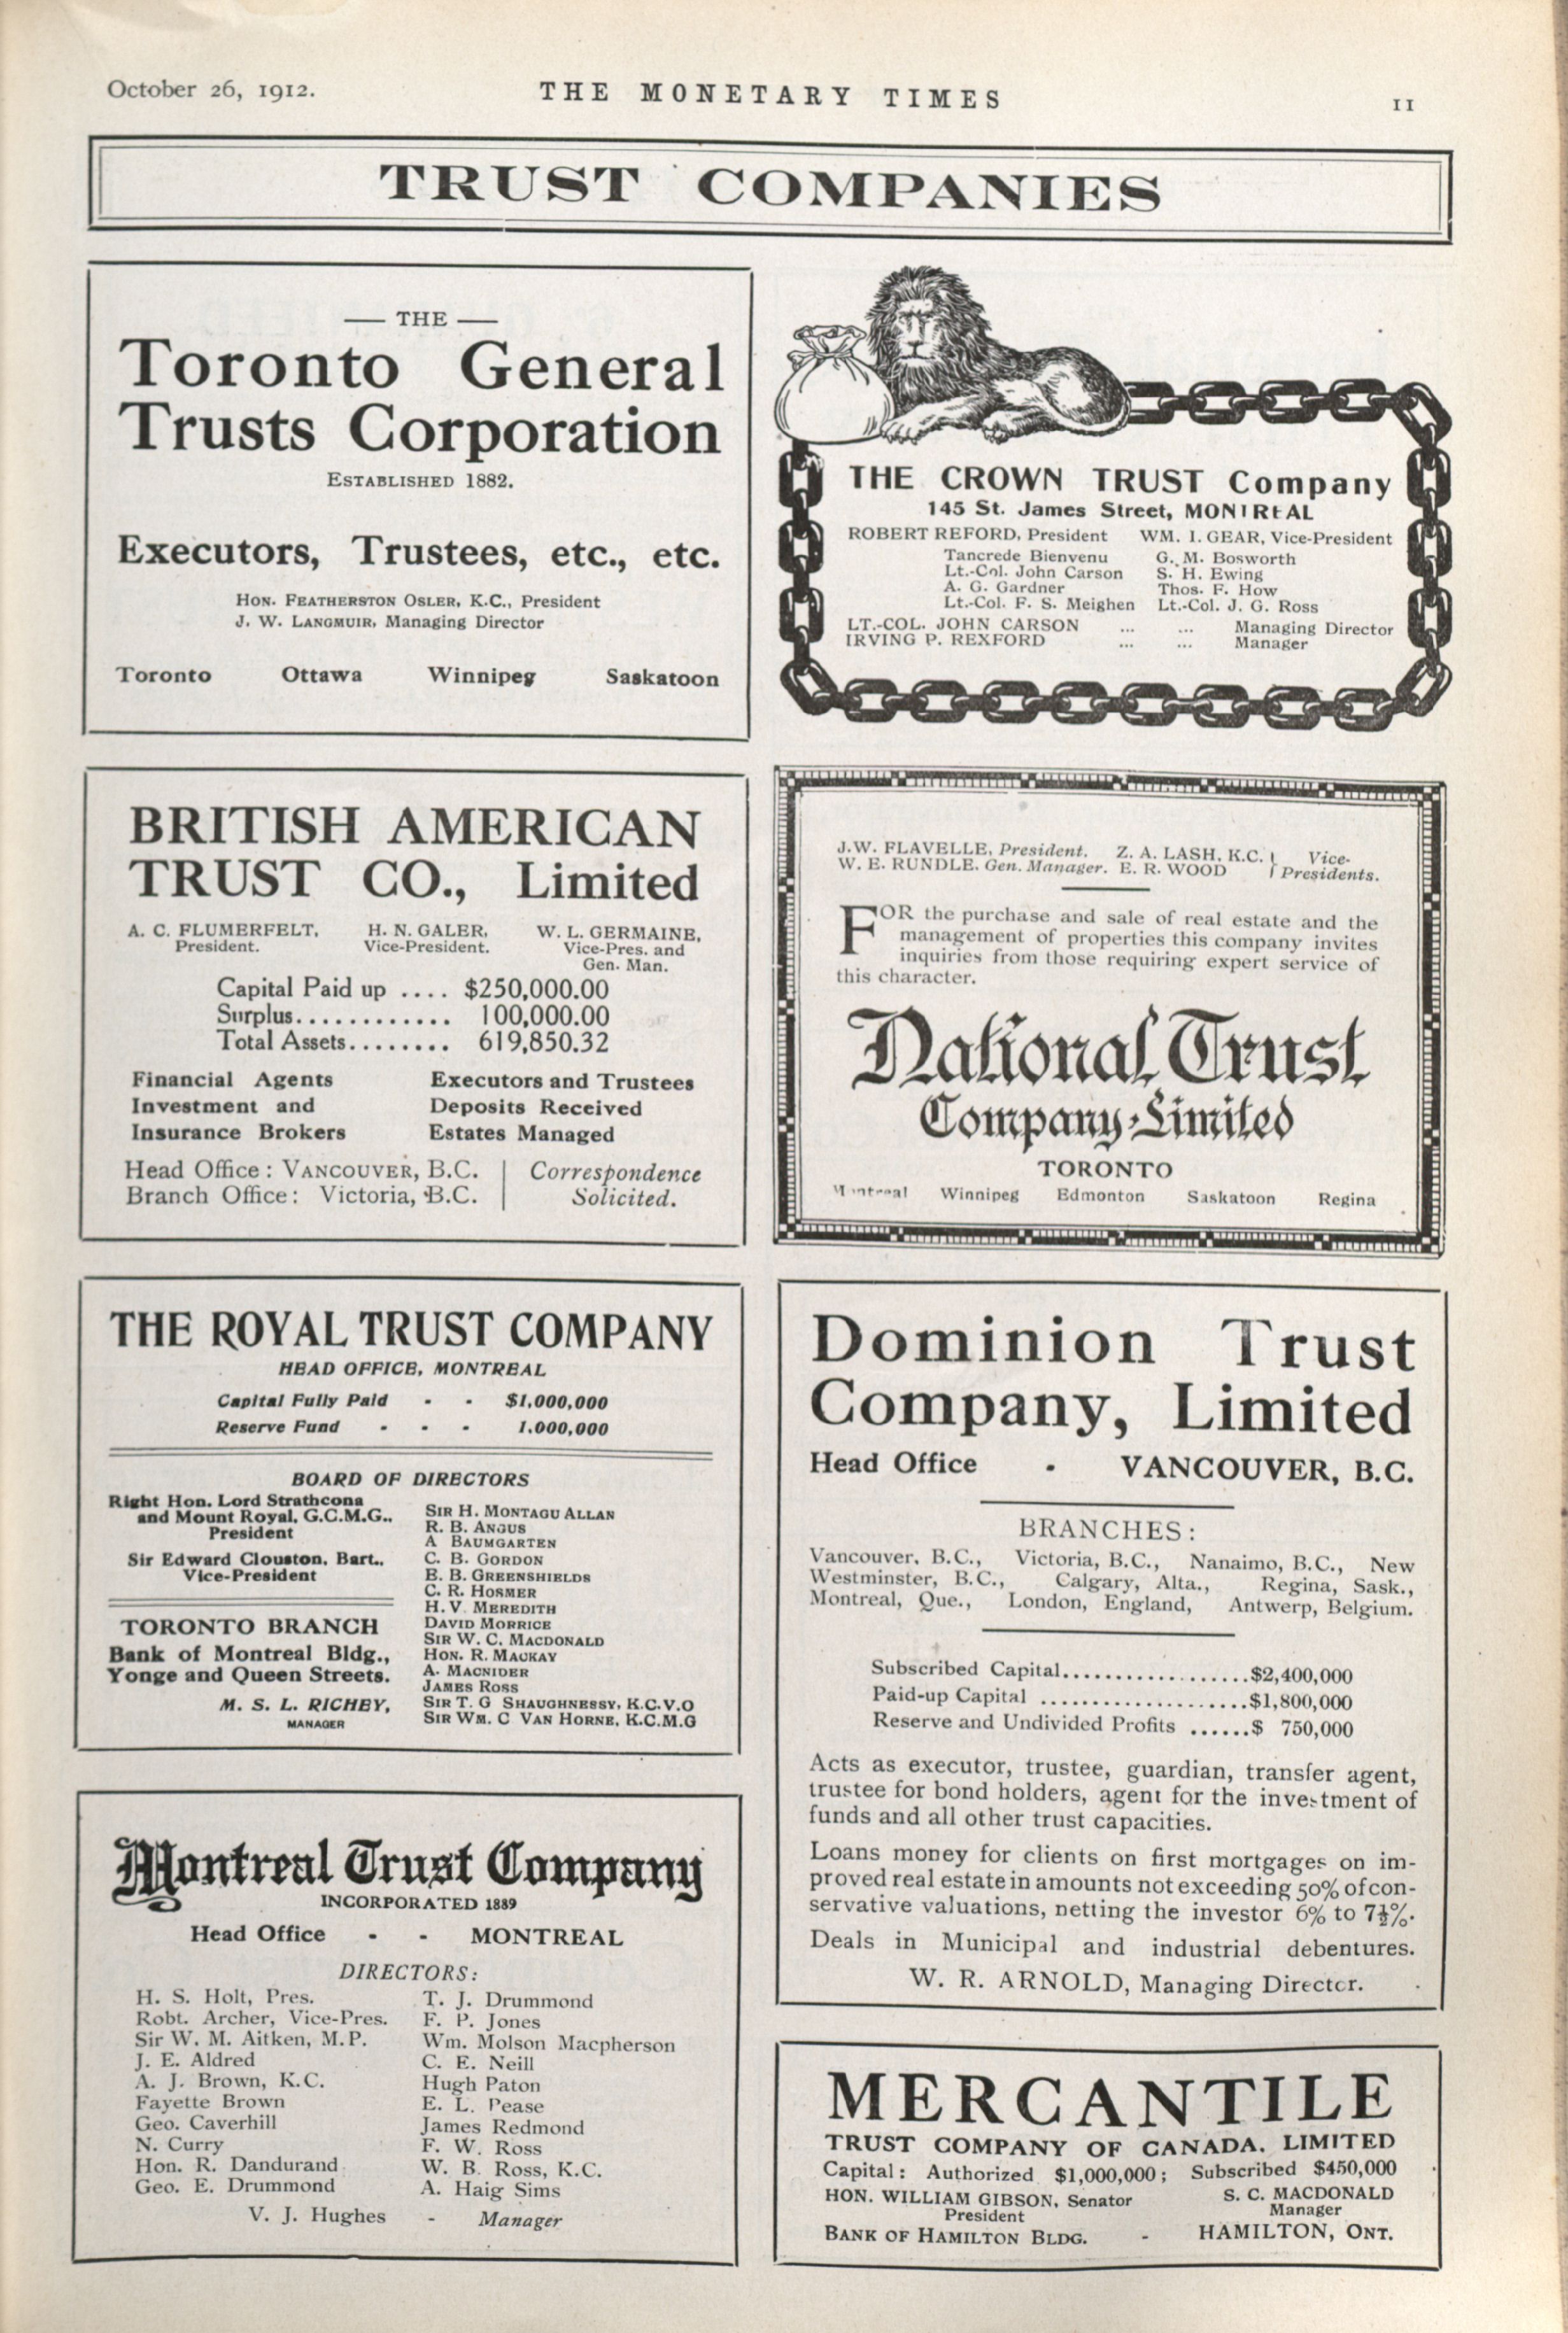 October 26, 1912.
THE MONETARY TIMES
11
TRUST COMPANIES
— THE —
Toronto General
Trusts Corporation
ESTABLISHED 1882.
Executors, Trustees, etc., etc.
HON. FEATHERSTON OSLER, K.C., President
J. W. LANGMUIR, Managing Director
Toronto Ottawa Winnipeg Saskatoon
THE CROWN TRUST Company
145 St. James Street, MONTREAL
ROBERT REFORD, President WM. I. GEAR, Vice-President
Tancrede Bienvenu G. M. Bosworth
Lt.-Col. John Carson S. H. Ewing
A. G. Gardner Thos. F. How
Lt.-Col. F. S. Meighen Lt.-Col. J. G. Ross
LT.-COL. JOHN CARSON ... ... Managing Director
IRVING P. REXFORD ... ... Manager
BRITISH AMERICAN
TRUST CO., Limited
A. C. FLUMERFELT, H. N. GALER, W. L. GERMAINE,
President. Vice-President. Vice-Pres. and
Gen. Man.
Capital Paid up .... $250,000.00
Surplus............ 100,000.00
Total Assets........ 619,850.32
Financial Agents Executors and Trustees
Investment and Deposits Received
Insurance Brokers Estates Managed
Head Office: VANCOUVER, B.C. Correspondence
Branch Office: Victoria, B.C. Solicited.
J. W. FLAVELLE, President. Z. A. LASH, K.C. } Vice-
W. E. RUNDLE, Gen. Manager. E. R. WOOD } Presidents.
FOR the purchase and sale of real estate and the
management of properties this company invites
inquiries from those requiring expert service of
this character.
National Trust
Company Limited
TORONTO
Montreal Winnipeg Edmonton Saskatoon Regina
THE ROYAL TRUST COMPANY
HEAD OFFICE, MONTREAL
Capital Fully Paid - - $1,000,000
Reserve Fund - - - 1.000,000
BOARD OF DIRECTORS
Right Hon. Lord Strathcona
and Mount Royal, G.C.M.G.,
President
Sir Edward Clouston, Bart.,
Vice-President
TORONTO BRANCH
Bank of Montreal Bldg.,
Yonge and Queen Streets.
M. S. L. RICHEY,
MANAGER
SIR H. MONTAGU ALLAN
R. B. ANGUS
A BAUMGARTEN
C. B. GORDON
E. B. GREENSHIELDS
C. R. HOSMER
H. V. MEREDITH
DAVID MORRICE
SIR W. C. MACDONALD
HON. R. MACKAY
A. MACNIDER
JAMES ROSS
SIR T. G SHAUGHNESSY, K.C.V.O
SIR WM. C VAN HORNE, K.C.M.G
Dominion Trust
Company, Limited
Head Office - VANCOUVER, B.C.
BRANCHES:
Vancouver, B.C., Victoria, B.C., Nanaimo, B.C., New
Westminster, B.C., Calgary, Alta., Regina, Sask.,
Montreal, Que., London, England, Antwerp, Belgium.
Subscribed Capital..................$2,400,000
Paid-up Capital ....................$1,800,000
Reserve and Undivided Profits ......$ 750,000
Acts as executor, trustee, guardian, transfer agent,
trustee for bond holders, agent for the investment of
funds and all other trust capacities.
Loans money for clients on first mortgages on im-
proved real estate in amounts not exceeding 50% of con-
servative valuations, netting the investor 6% to 7½%.
Deals in Municipal and industrial debentures.
W. R. ARNOLD, Managing Director.
Montreal Trust Company
INCORPORATED 1889
Head Office - - MONTREAL
DIRECTORS:
H. S. Holt, Pres.
Robt. Archer, Vice-Pres.
Sir W. M. Aitken, M.P.
J. E. Aldred
A. J. Brown, K.C.
Fayette Brown
Geo. Caverhill
N. Curry
Hon. R. Dandurand
Geo. E. Drummond
T. J. Drummond
F. P. Jones
Wm. Molson Macpherson
C. E. Neill
Hugh Paton
E. L. Pease
James Redmond
F. W. Ross
W. B. Ross, K.C.
A. Haig Sims
V. J. Hughes - Manager
MERCANTILE
TRUST COMPANY OF CANADA, LIMITED
Capital: Authorized $1,000,000; Subscribed $450,000
HON. WILLIAM GIBSON, Senator S. C. MACDONALD
President Manager
BANK OF HAMILTON BLDG. - HAMILTON, ONT.